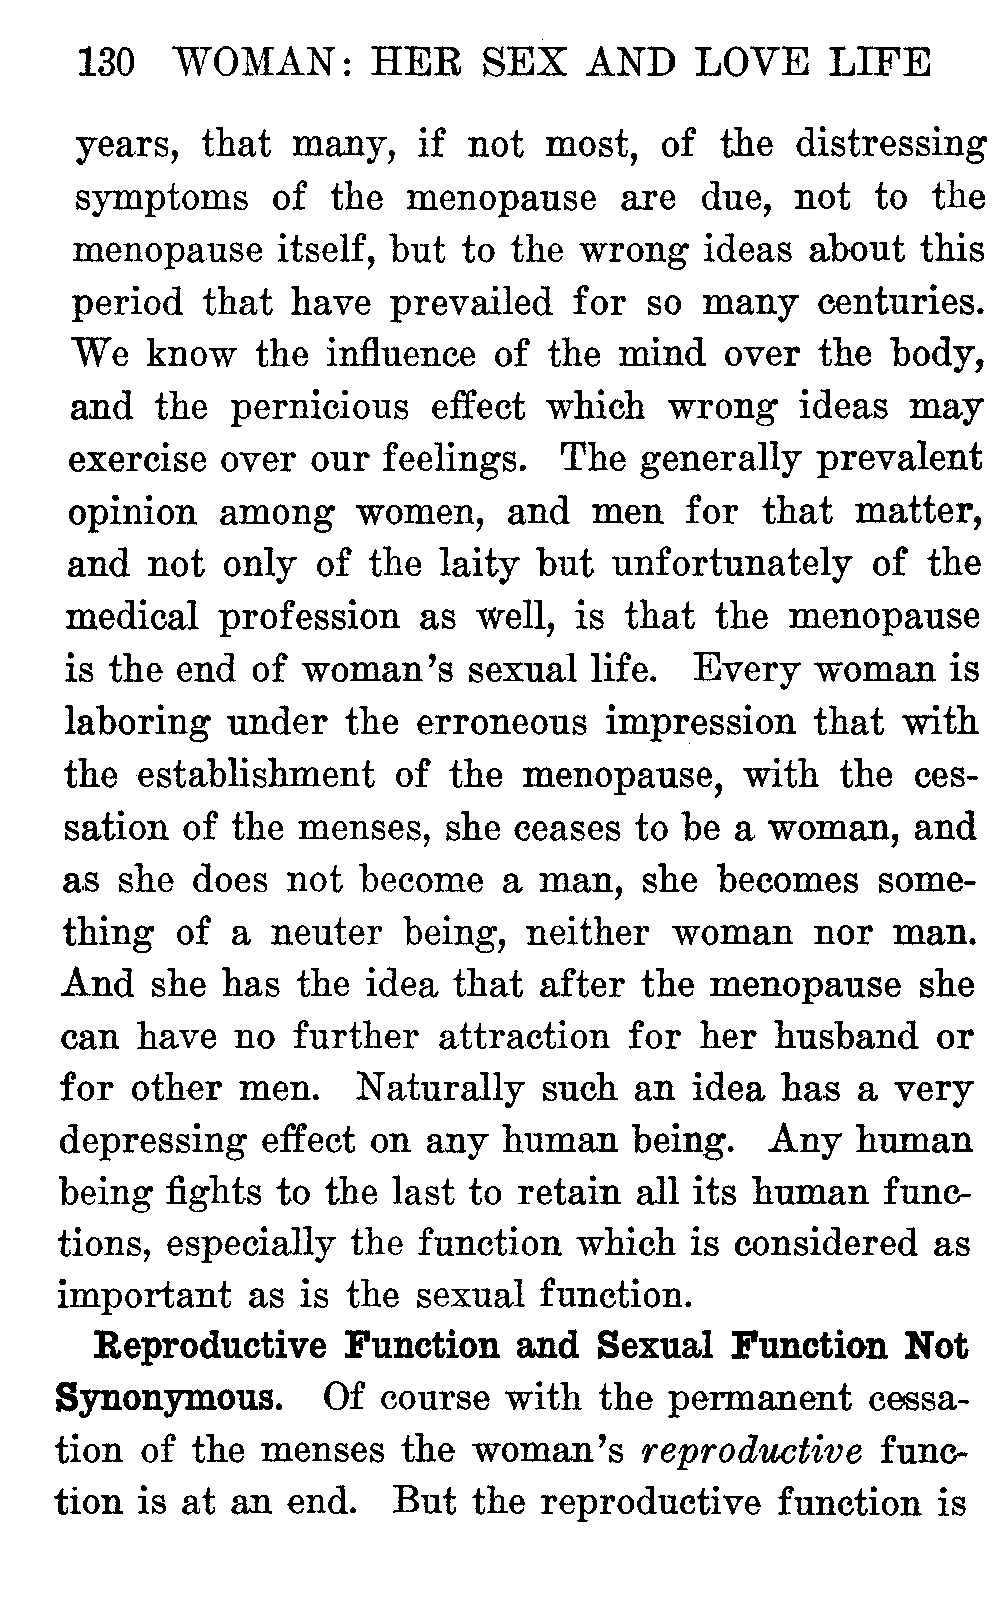 130 WOMAN: HER SEX AND LOVE LIFE
years, that many, if not most, of the distressing
symptoms of the menopause are due, not to the
menopause itself, but to the wrong ideas about this
period that have prevailed for so many centuries.
We know the influence of the mind over the body,
and the pernicious effect which wrong ideas may
exercise over our feelings. The generally prevalent
opinion among women, and men for that matter,
and not only of the laity but unfortunately of the
medical profession as well, is that the menopause
is the end of woman's sexual life. Every woman is
laboring under the erroneous impression that with
the establishment of the menopause, with the ces-
sation of the menses, she ceases to be a woman, and
as she does not become a man, she becomes some-
thing of a neuter being, neither woman nor man.
And she has the idea that after the menopause she
can have no further attraction for her husband or
for other men. Naturally such an idea has a very
depressing effect on any human being. Any human
being fights to the last to retain all its human func-
tions, especially the function which is considered as
important as is the sexual function.
Reproductive Function and Sexual Function Not
Synonymous. Of course with the permanent cessa-
tion of the menses the woman's reproductive func-
tion is at an end. But the reproductive function is